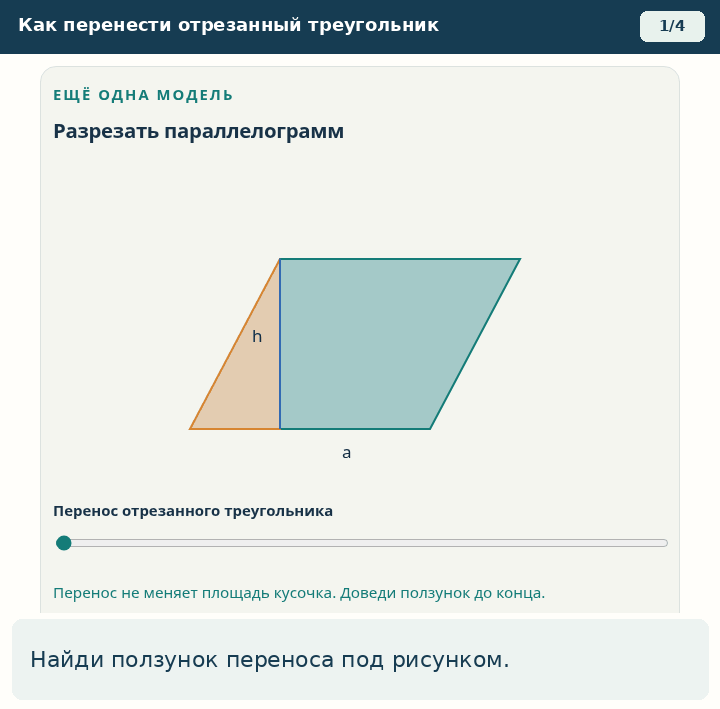 Как перенести отрезанный треугольник
1/4
ЕЩЁ ОДНА МОДЕЛЬ
Разрезать параллелограмм
h
a
Перенос отрезанного треугольника
Перенос не меняет площадь кусочка. Доведи ползунок до конца.
Найди ползунок переноса под рисунком.